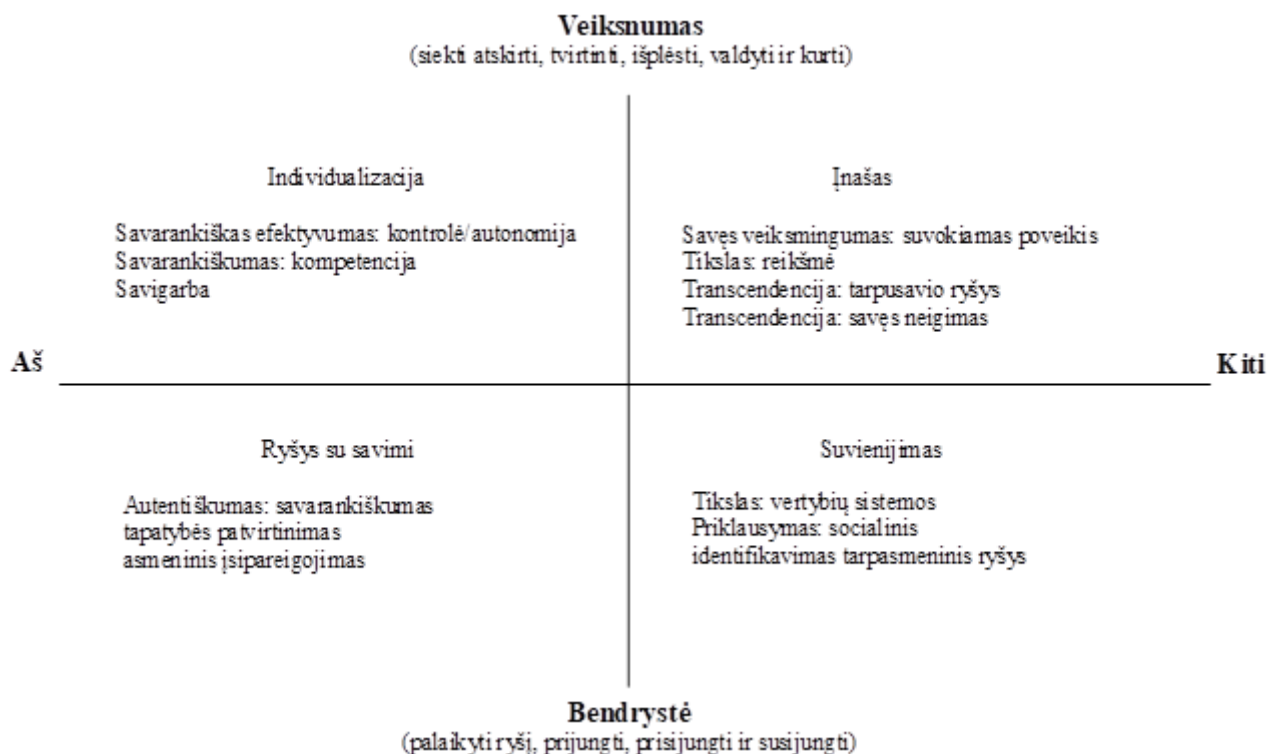 Veiksnumas
(siekti atskirti, tvirtinti, išplėsti, valdyti ir kurti)
Individualizacija
Savarankiškas efektyvumas: kontrolė/autonomija
Savarankiškumas: kompetencija
Savigarba
Įnašas
Savęs veiksmingumas: suvokiamas poveikis
Tikslas: reikšmė
Transcendencija: tarpusavio ryšys
Transcendencija: savęs neigimas
Aš
Kiti
Ryšys su savimi
Autentiškumas: savarankiškumas
tapatybės patvirtinimas
asmeninis įsipareigojimas
Suvienijimas
Tikslas: vertybių sistemos
Priklausymas: socialinis
identifikavimas tarpasmeninis ryšys
Bendrystė
(palaikyti ryšį, prijungti, prisijungti ir susijungti)